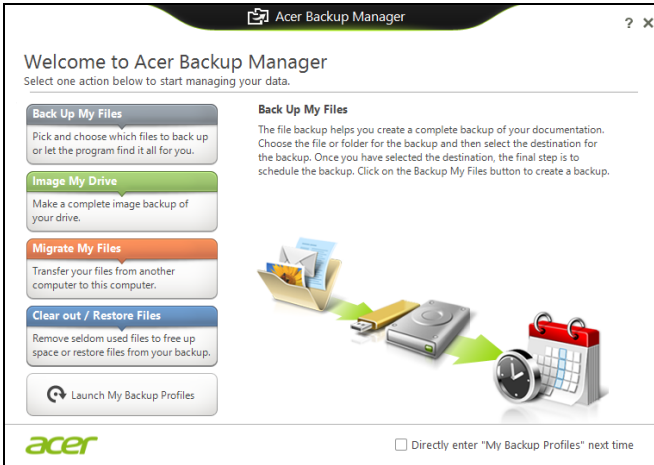 Acer Backup Manager
? ×
Welcome to Acer Backup Manager
Select one action below to start managing your data.
Back Up My Files
Pick and choose which files to back up
or let the program find it all for you.
Image My Drive
Make a complete image backup of
your drive.
Migrate My Files
Transfer your files from another
computer to this computer.
Clear out / Restore Files
Remove seldom used files to free up
space or restore files from your backup.
Launch My Backup Profiles
Back Up My Files
The file backup helps you create a complete backup of your documentation.
Choose the file or folder for the backup and then select the destination for
the backup. Once you have selected the destination, the final step is to
schedule the backup. Click on the Backup My Files button to create a backup.
acer
Directly enter "My Backup Profiles" next time